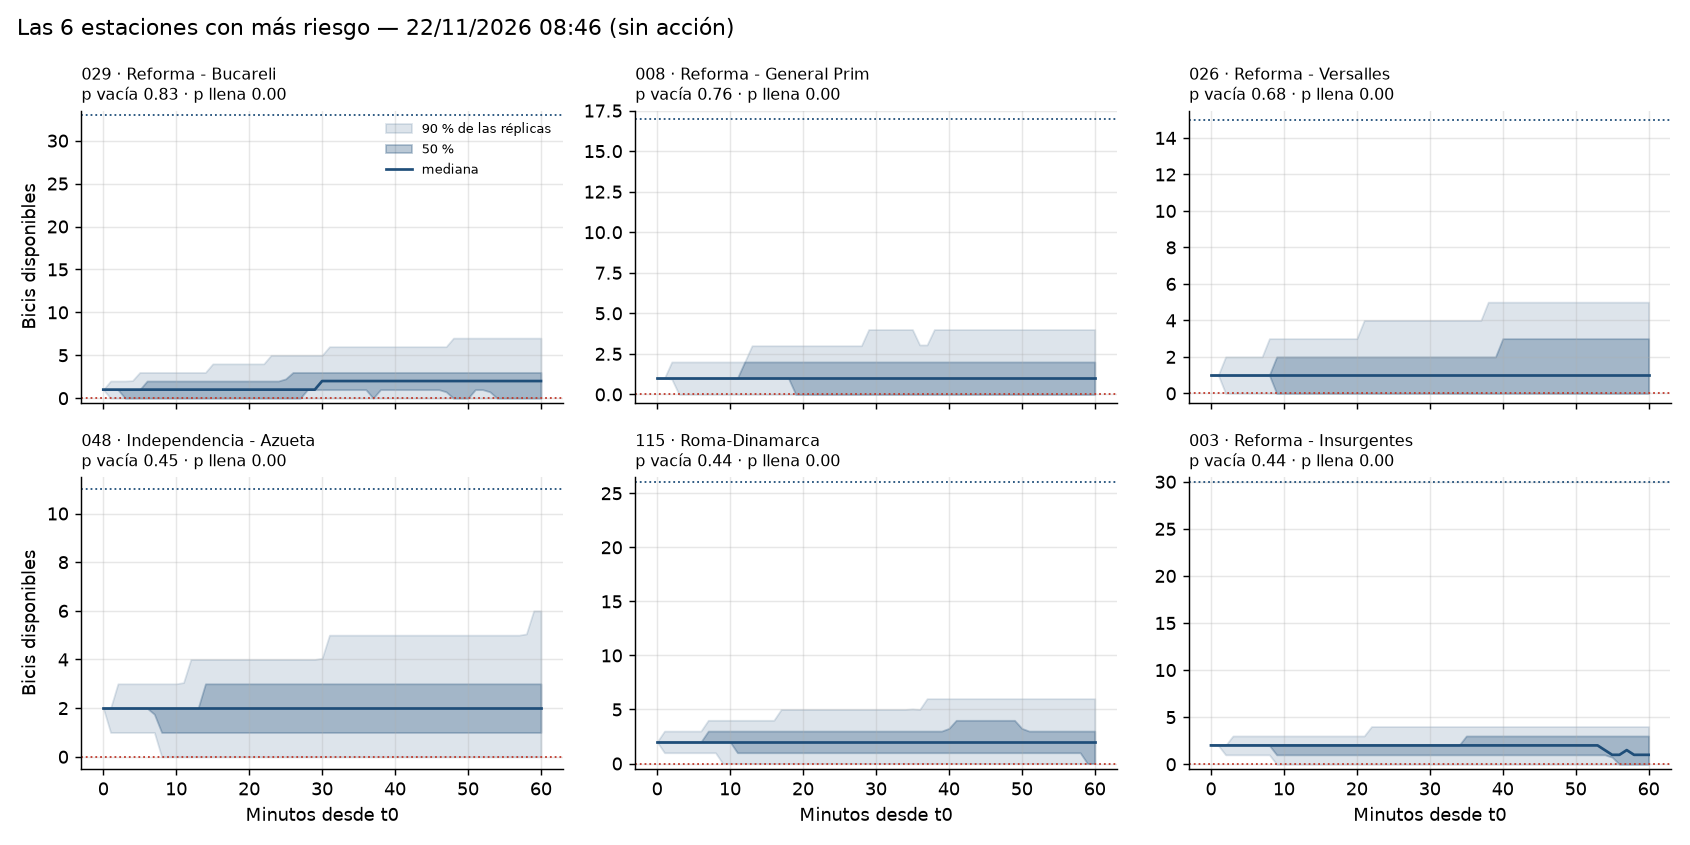 Las 6 estaciones con más riesgo — 22/11/2026 08:46 (sin acción)
029 · Reforma - Bucareli
p vacía 0.83 · p llena 0.00
90 % de las réplicas
50 %
mediana
Bicis disponibles
30
25
20
15
10
5
0
008 · Reforma - General Prim
p vacía 0.76 · p llena 0.00
17.5
15.0
12.5
10.0
7.5
5.0
2.5
0.0
026 · Reforma - Versalles
p vacía 0.68 · p llena 0.00
14
12
10
8
6
4
2
0
048 · Independencia - Azueta
p vacía 0.45 · p llena 0.00
Bicis disponibles
10
8
6
4
2
0
0 10 20 30 40 50 60
Minutos desde t0
115 · Roma-Dinamarca
p vacía 0.44 · p llena 0.00
25
20
15
10
5
0
0 10 20 30 40 50 60
Minutos desde t0
003 · Reforma - Insurgentes
p vacía 0.44 · p llena 0.00
30
25
20
15
10
5
0
0 10 20 30 40 50 60
Minutos desde t0